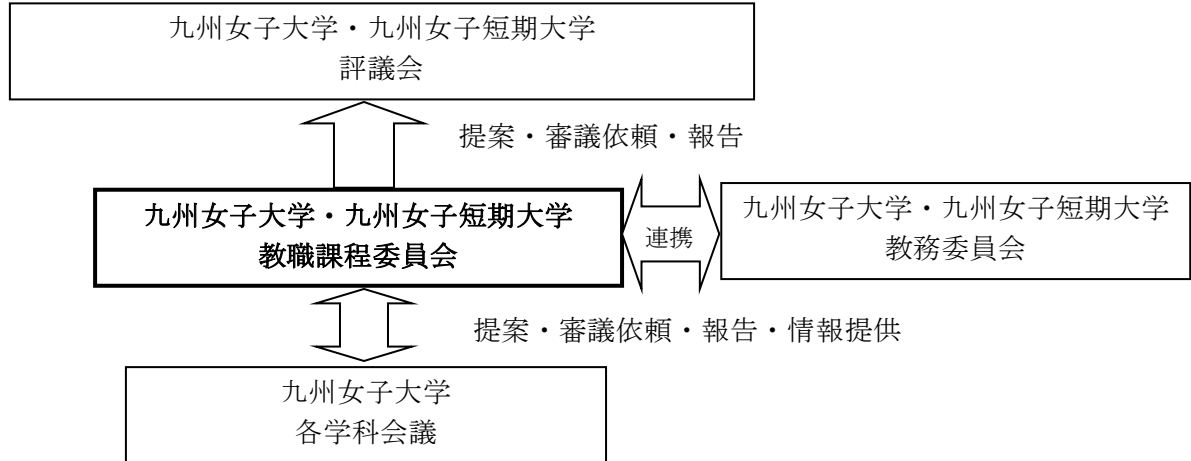 九州女子大学・九州女子短期大学
評議会
提案・審議依頼・報告
九州女子大学・九州女子短期大学
教職課程委員会
連携
九州女子大学・九州女子短期大学
教務委員会
提案・審議依頼・報告・情報提供
九州女子大学
各学科会議